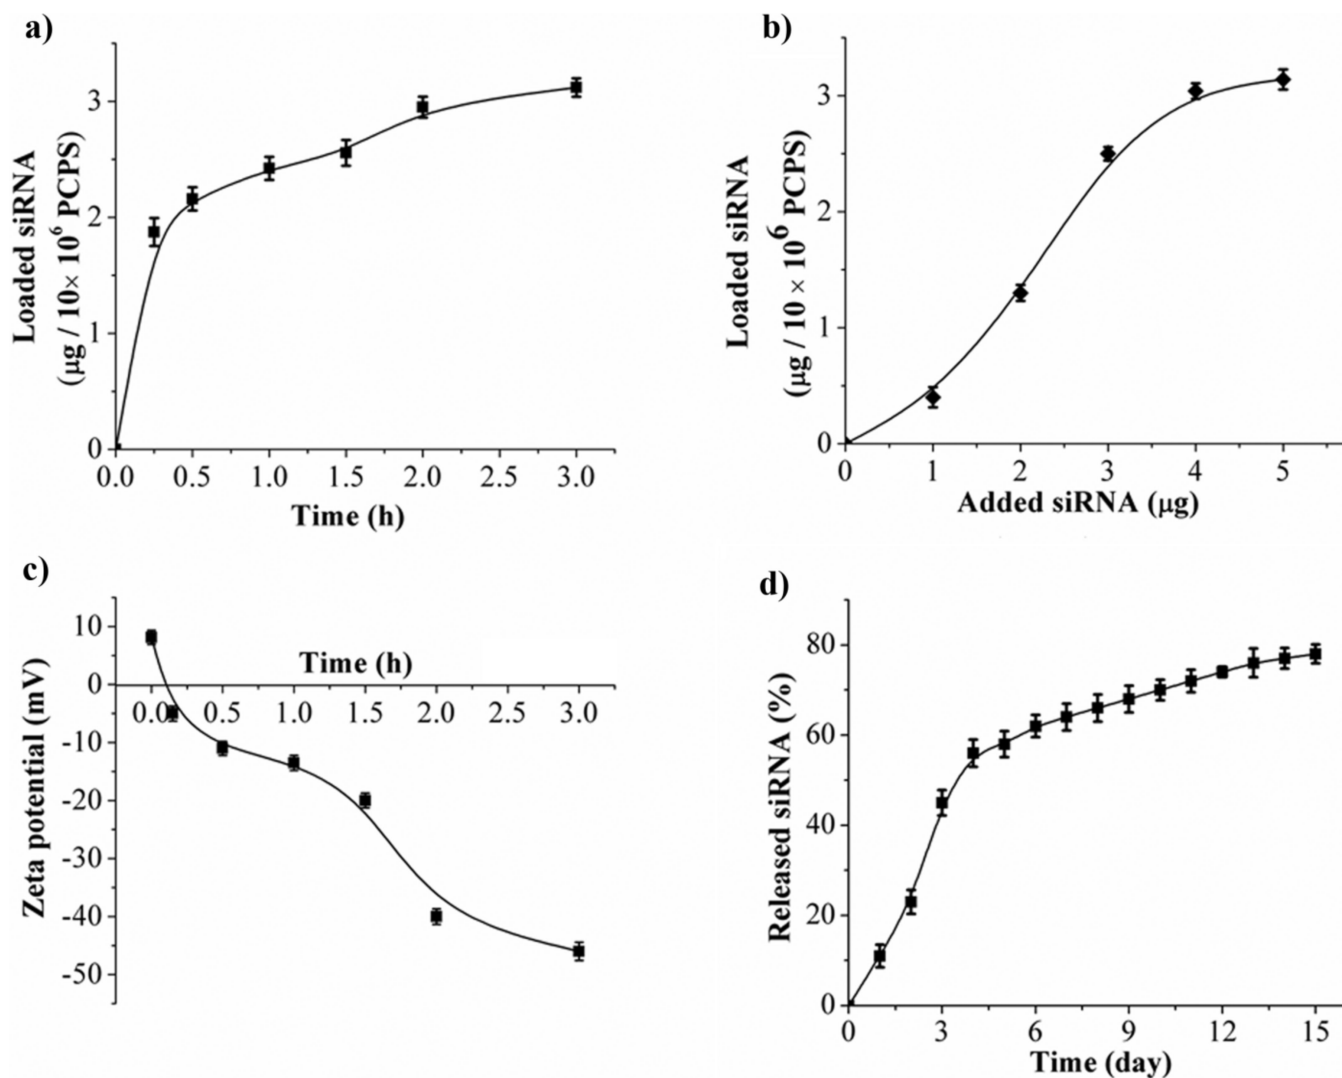 a)
Loaded siRNA
(μg / 10× 10⁶ PCPS)
3
2
1
0
0.0 0.5 1.0 1.5 2.0 2.5 3.0
Time (h)
b)
Loaded siRNA
(μg / 10 × 10⁶ PCPS)
3
2
1
0
0 1 2 3 4 5
Added siRNA (μg)
c)
Zeta potential (mV)
10
0
-10
-20
-30
-40
-50
Time (h)
0.0 0.5 1.0 1.5 2.0 2.5 3.0
d)
Released siRNA (%)
80
60
40
20
0
0 3 6 9 12 15
Time (day)